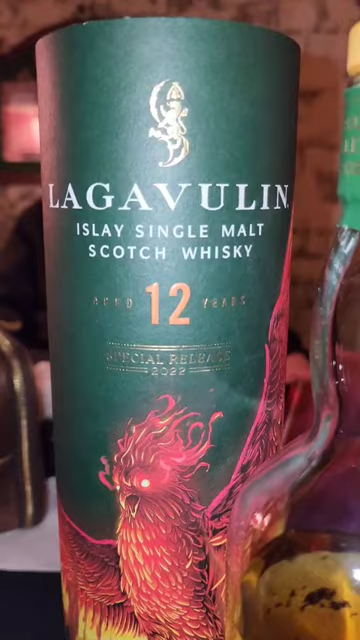 LAGAVULIN
ISLAY SINGLE MALT
SCOTCH WHISKY
AGED 12 YEARS
SPECIAL RELEASE
2022